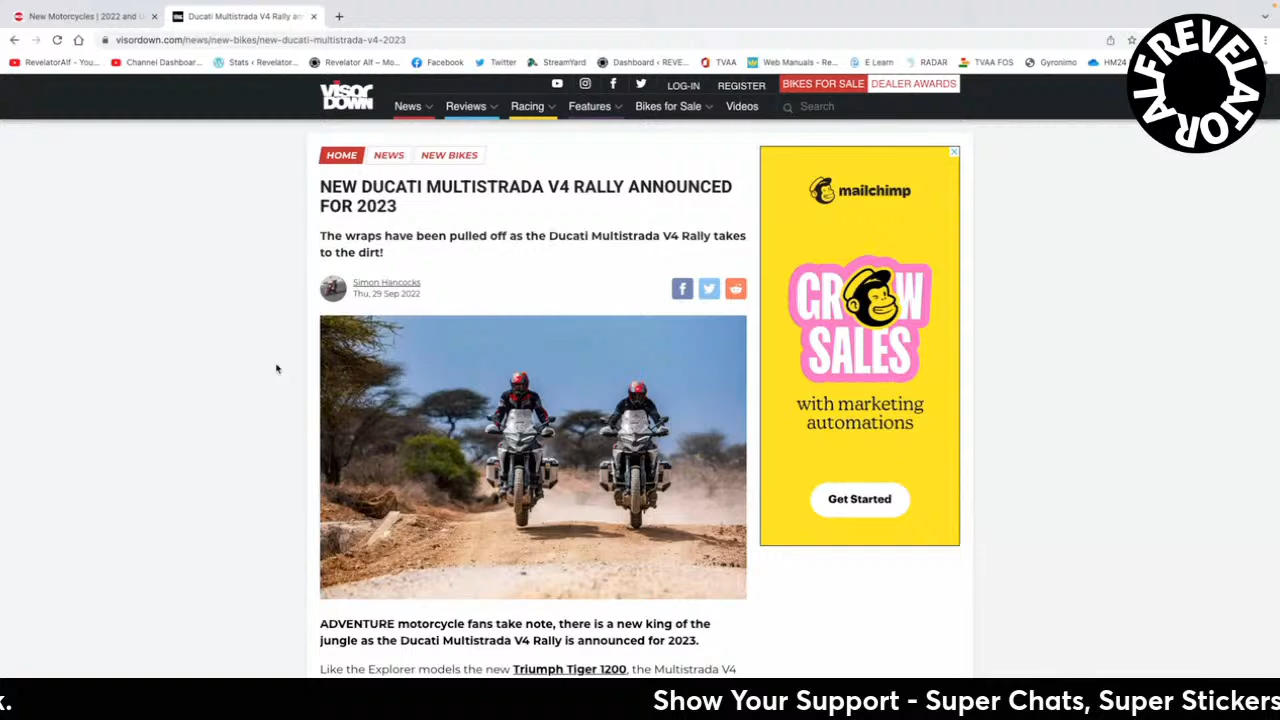 New Motorcycles | 2022 and U
Ducati Multistrada V4 Rally an
visordown.com/news/new-bikes/new-ducati-multistrada-v4-2023
RevelatorAlf - You...
Channel Dashboar...
Stats ‹ Revelator...
Revelator Alf – Mo...
Facebook
Twitter
StreamYard
Dashboard ‹ REVE...
TVAA
Web Manuals - Re...
E Learn
RADAR
TVAA FOS
Gyronimo
HM24
REVELATOR ALF
VISOR DOWN
LOG-IN
REGISTER
BIKES FOR SALE
DEALER AWARDS
News
Reviews
Racing
Features
Bikes for Sale
Videos
Search
HOME
NEWS
NEW BIKES
NEW DUCATI MULTISTRADA V4 RALLY ANNOUNCED
FOR 2023
The wraps have been pulled off as the Ducati Multistrada V4 Rally takes
to the dirt!
Simon Hancocks
Thu, 29 Sep 2022
mailchimp
GROW
SALES
with marketing
automations
Get Started
ADVENTURE motorcycle fans take note, there is a new king of the
jungle as the Ducati Multistrada V4 Rally is announced for 2023.
Like the Explorer models the new Triumph Tiger 1200, the Multistrada V4
k.
Show Your Support - Super Chats, Super Stickers